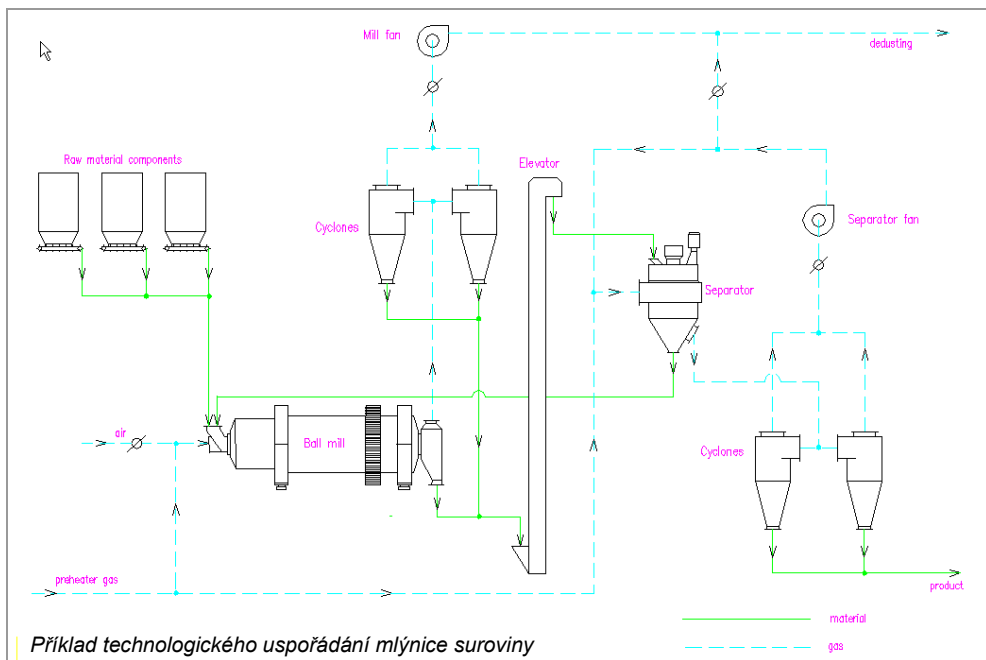 Mill fan
dedusting
Raw material components
Elevator
Cyclones
Separator fan
Separator
air
Ball mill
Cyclones
preheater gas
product
material
gas
Příklad technologického uspořádání mlýnice suroviny